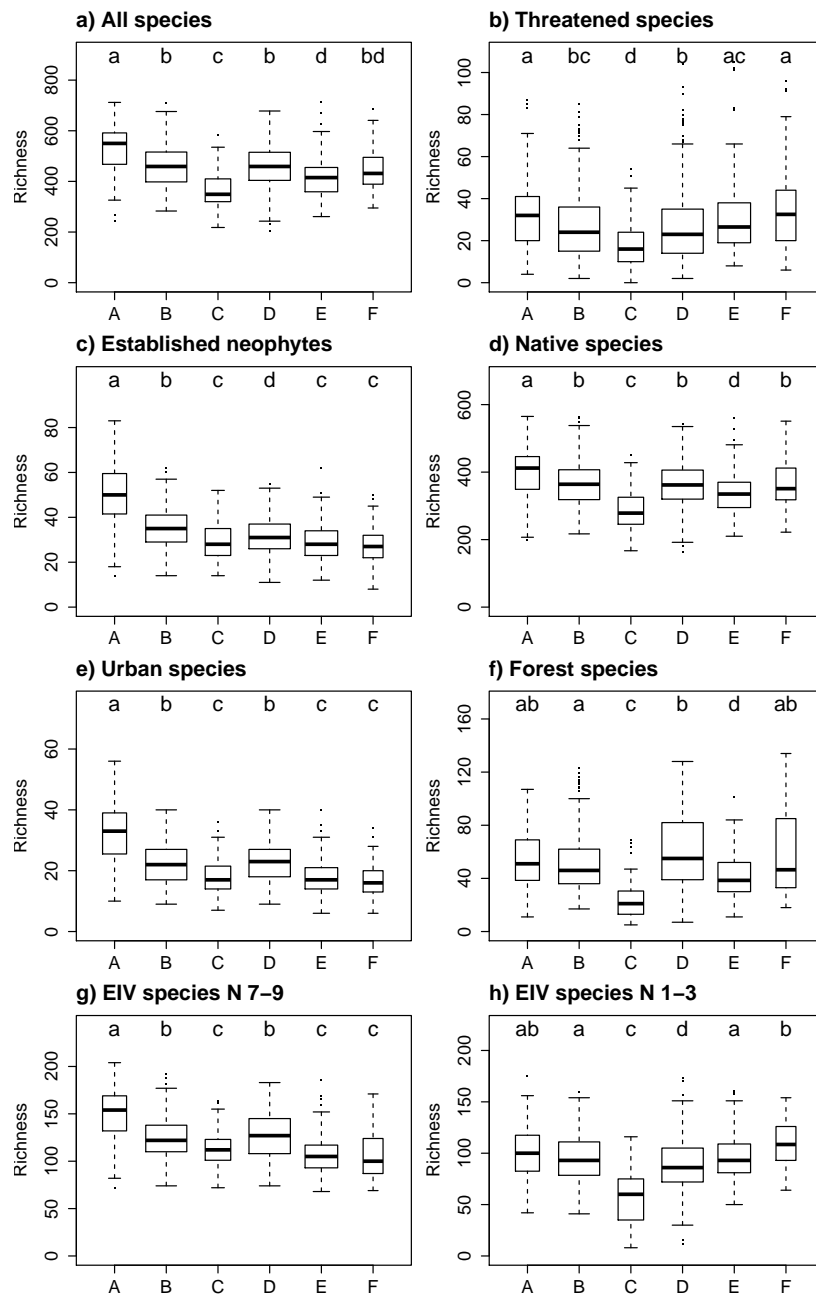 a) All species
a b c b d bd
Richness
0 200 400 600 800
A B C D E F
b) Threatened species
a bc d b ac a
Richness
0 20 40 60 80 100
A B C D E F
c) Established neophytes
a b c d c c
Richness
0 20 40 60 80
A B C D E F
d) Native species
a b c b d b
Richness
0 200 400 600
A B C D E F
e) Urban species
a b c b c c
Richness
0 20 40 60
A B C D E F
f) Forest species
ab a c b d ab
Richness
0 40 80 120 160
A B C D E F
g) EIV species N 7−9
a b c b c c
Richness
0 50 100 150 200
A B C D E F
h) EIV species N 1−3
ab a c d a b
Richness
0 50 100 150 200
A B C D E F